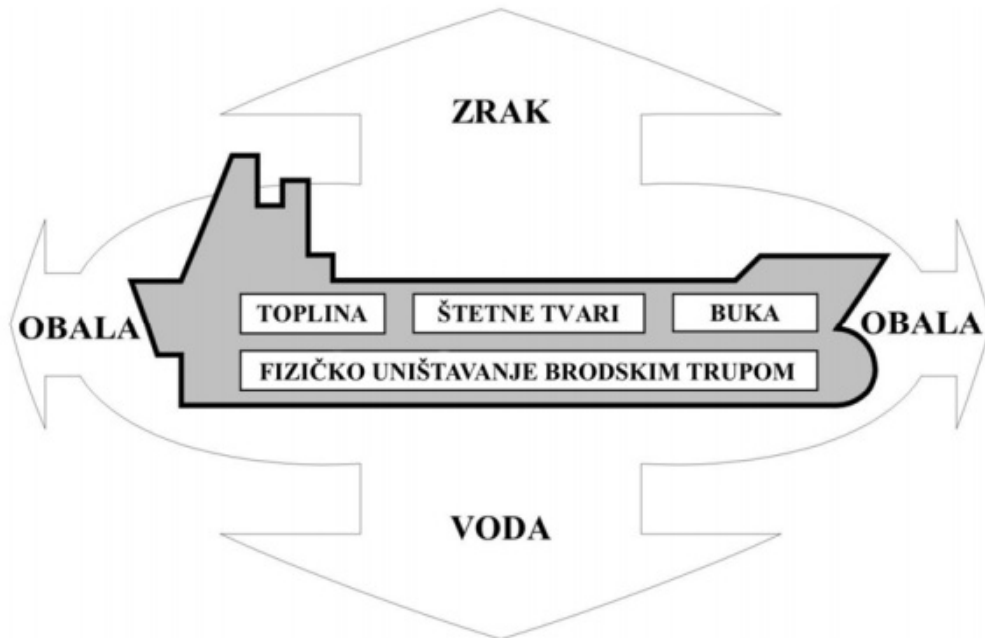 ZRAK
TOPLINA
ŠTETNE TVARI
BUKA
OBALA
OBALA
FIZIČKO UNIŠTAVANJE BRODSKIM TRUPOM
VODA